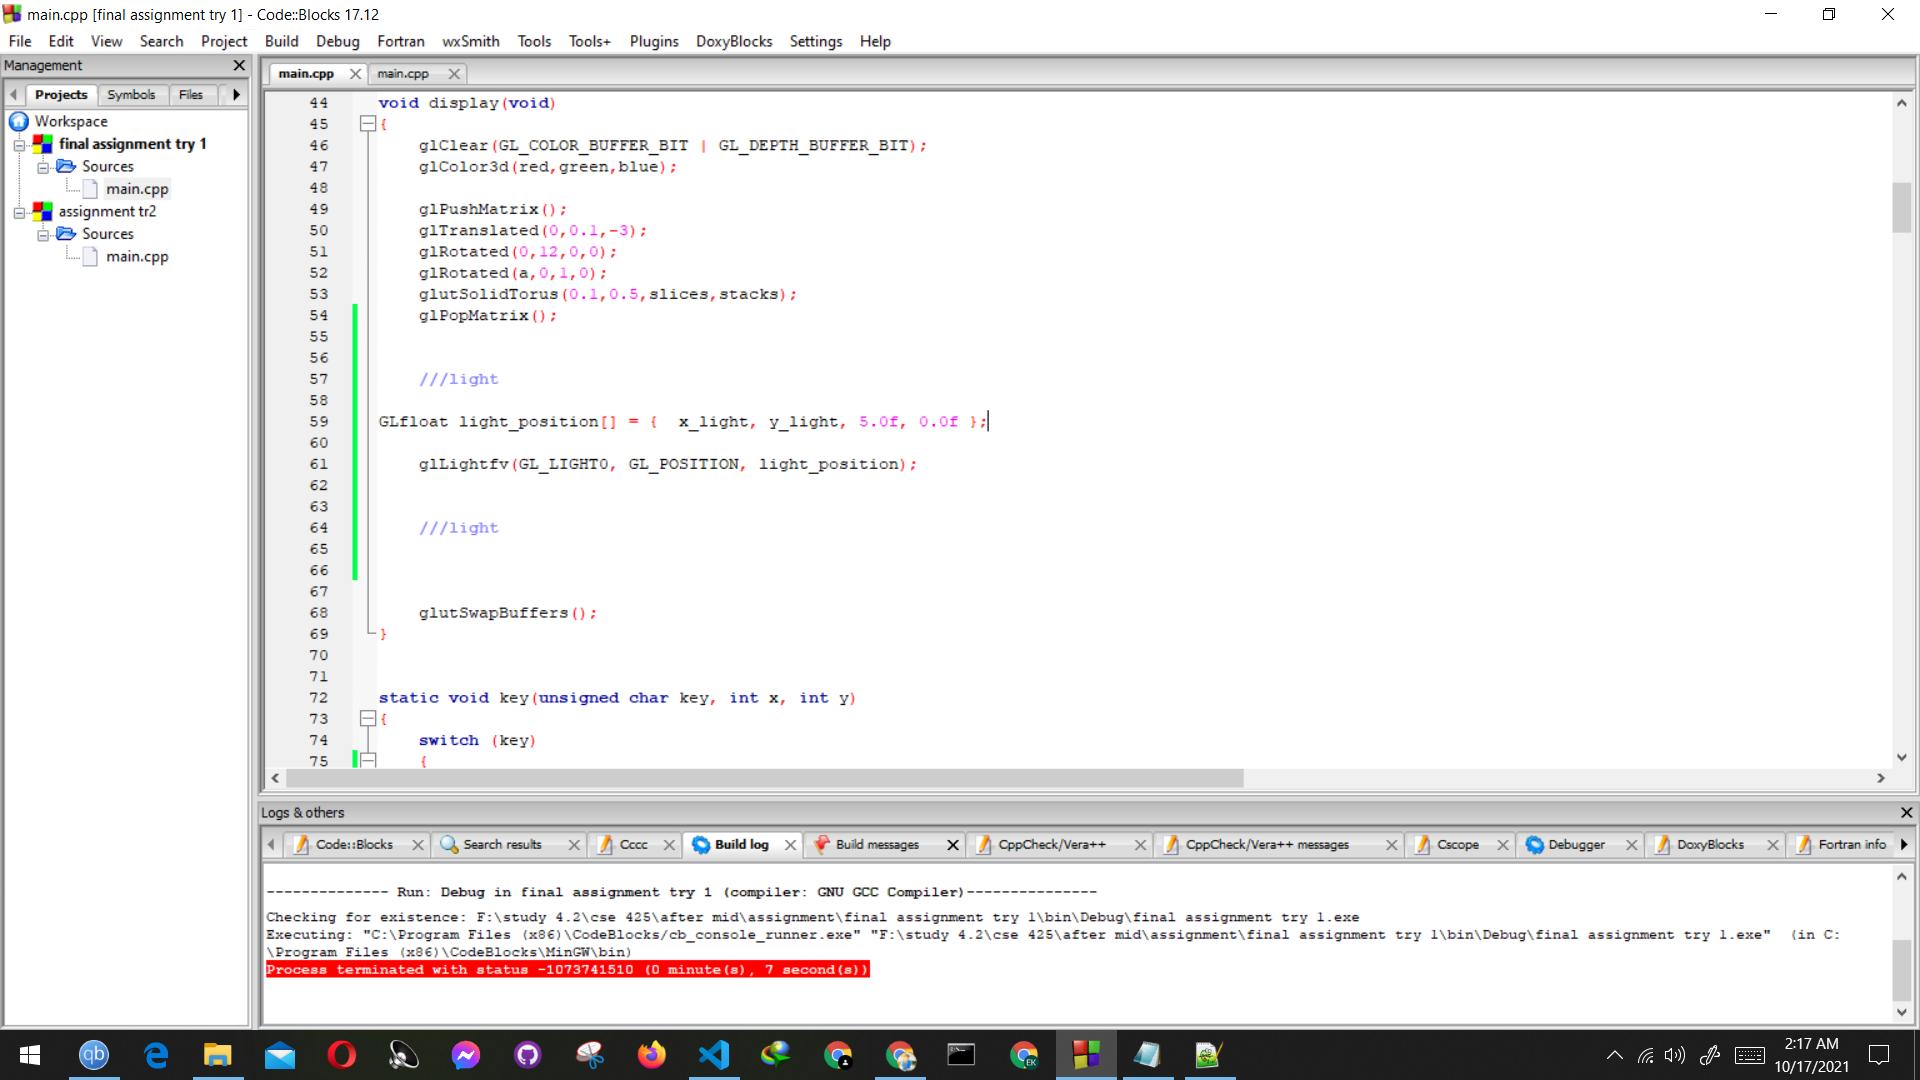 main.cpp [final assignment try 1] - Code::Blocks 17.12
File Edit View Search Project Build Debug Fortran wxSmith Tools Tools+ Plugins DoxyBlocks Settings Help
Management
Projects Symbols Files
Workspace
final assignment try 1
Sources
main.cpp
assignment tr2
Sources
main.cpp
main.cpp main.cpp
44 void display(void)
45 {
46 glClear(GL_COLOR_BUFFER_BIT | GL_DEPTH_BUFFER_BIT);
47 glColor3d(red,green,blue);
48
49 glPushMatrix();
50 glTranslated(0,0.1,-3);
51 glRotated(0,12,0,0);
52 glRotated(a,0,1,0);
53 glutSolidTorus(0.1,0.5,slices,stacks);
54 glPopMatrix();
55
56
57 ///light
58
59 GLfloat light_position[] = {  x_light, y_light, 5.0f, 0.0f };
60
61 glLightfv(GL_LIGHT0, GL_POSITION, light_position);
62
63
64 ///light
65
66
67
68 glutSwapBuffers();
69 }
70
71
72 static void key(unsigned char key, int x, int y)
73 {
74 switch (key)
75 {
Logs & others
Code::Blocks Search results Cccc Build log Build messages CppCheck/Vera++ CppCheck/Vera++ messages Cscope Debugger DoxyBlocks Fortran info
-------------- Run: Debug in final assignment try 1 (compiler: GNU GCC Compiler)---------------
Checking for existence: F:\study 4.2\cse 425\after mid\assignment\final assignment try 1\bin\Debug\final assignment try 1.exe
Executing: "C:\Program Files (x86)\CodeBlocks/cb_console_runner.exe" "F:\study 4.2\cse 425\after mid\assignment\final assignment try 1\bin\Debug\final assignment try 1.exe"  (in C:
\Program Files (x86)\CodeBlocks\MinGW\bin)
Process terminated with status -1073741510 (0 minute(s), 7 second(s))
qb
EK
2:17 AM
10/17/2021